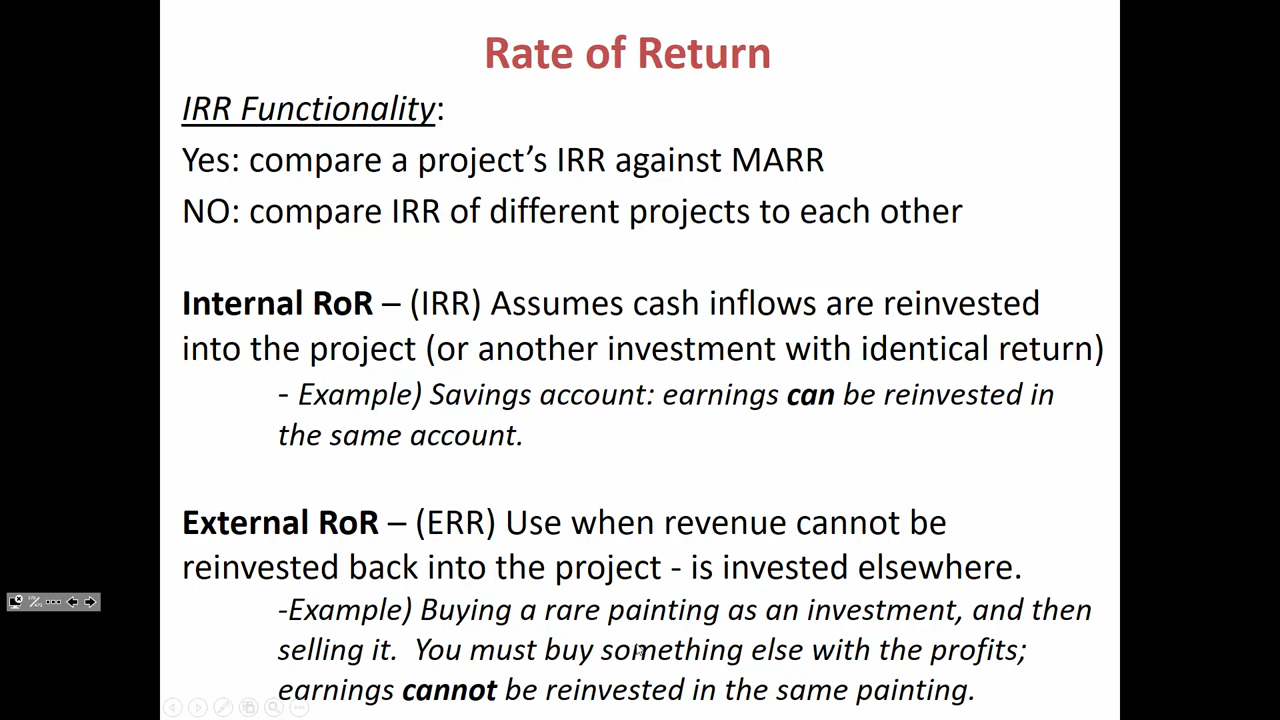 Rate of Return
IRR Functionality:
Yes: compare a project’s IRR against MARR
NO: compare IRR of different projects to each other
Internal RoR – (IRR) Assumes cash inflows are reinvested
into the project (or another investment with identical return)
- Example) Savings account: earnings can be reinvested in
the same account.
External RoR – (ERR) Use when revenue cannot be
reinvested back into the project - is invested elsewhere.
-Example) Buying a rare painting as an investment, and then
selling it.  You must buy something else with the profits;
earnings cannot be reinvested in the same painting.